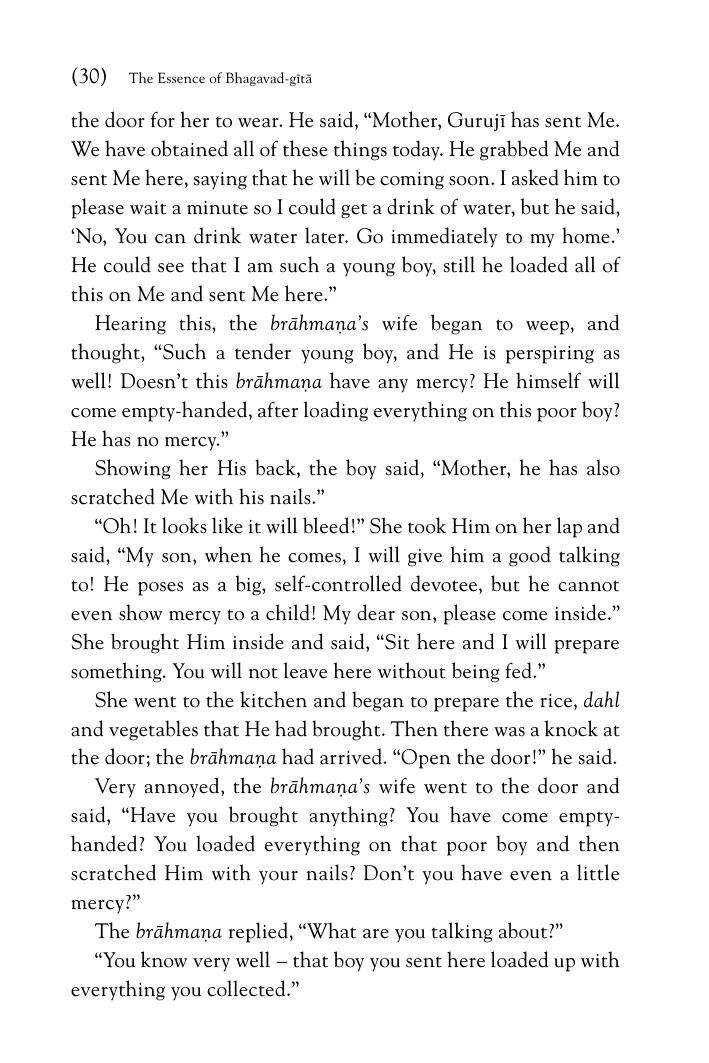 (30) The Essence of Bhagavad-gītā
the door for her to wear. He said, “Mother, Gurujī has sent Me.
We have obtained all of these things today. He grabbed Me and
sent Me here, saying that he will be coming soon. I asked him to
please wait a minute so I could get a drink of water, but he said,
‘No, You can drink water later. Go immediately to my home.’
He could see that I am such a young boy, still he loaded all of
this on Me and sent Me here.”
Hearing this, the brāhmaṇa’s wife began to weep, and
thought, “Such a tender young boy, and He is perspiring as
well! Doesn’t this brāhmaṇa have any mercy? He himself will
come empty-handed, after loading everything on this poor boy?
He has no mercy.”
Showing her His back, the boy said, “Mother, he has also
scratched Me with his nails.”
“Oh! It looks like it will bleed!” She took Him on her lap and
said, “My son, when he comes, I will give him a good talking
to! He poses as a big, self-controlled devotee, but he cannot
even show mercy to a child! My dear son, please come inside.”
She brought Him inside and said, “Sit here and I will prepare
something. You will not leave here without being fed.”
She went to the kitchen and began to prepare the rice, dahl
and vegetables that He had brought. Then there was a knock at
the door; the brāhmaṇa had arrived. “Open the door!” he said.
Very annoyed, the brāhmaṇa’s wife went to the door and
said, “Have you brought anything? You have come empty-
handed? You loaded everything on that poor boy and then
scratched Him with your nails? Don’t you have even a little
mercy?”
The brāhmaṇa replied, “What are you talking about?”
“You know very well – that boy you sent here loaded up with
everything you collected.”